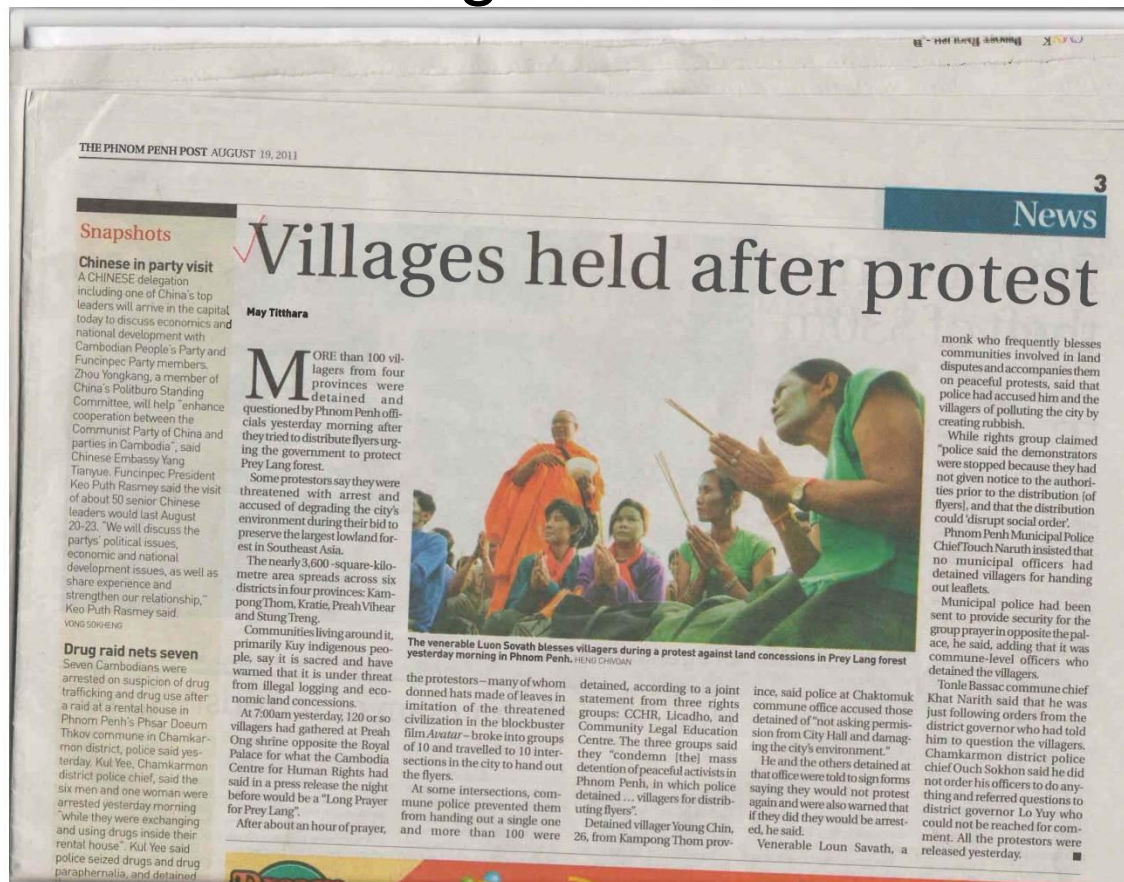 THE PHNOM PENH POST AUGUST 19, 2011
3
News
Snapshots
Chinese in party visit
A CHINESE delegation
including one of China's top
leaders will arrive in the capital
today to discuss economics and
national development with
Cambodian People's Party and
Funcinpec Party members.
Zhou Yongkang, a member of
China's Politburo Standing
Committee, will help "enhance
cooperation between the
Communist Party of China and
parties in Cambodia", said
Chinese Embassy Yang
Tianyue. Funcinpec President
Keo Puth Rasmey said the visit
of about 50 senior Chinese
leaders would last August
20-23. "We will discuss the
partys' political issues,
economic and national
development issues, as well as
share experience and
strengthen our relationship,"
Keo Puth Rasmey said.
VONG SOKHENG
Drug raid nets seven
Seven Cambodians were
arrested on suspicion of drug
trafficking and drug use after
a raid at a rental house in
Phnom Penh's Phsar Doeum
Thkov commune in Chamkar-
mon district, police said yes-
terday. Kul Yee, Chamkarmon
district police chief, said the
six men and one woman were
arrested yesterday morning
"while they were exchanging
and using drugs inside their
rental house". Kul Yee said
police seized drugs and drug
paraphernalia, and detained
Villages held after protest
May Titthara
MORE than 100 vil-
lagers from four
provinces were
detained and
questioned by Phnom Penh offi-
cials yesterday morning after
they tried to distribute flyers urg-
ing the government to protect
Prey Lang forest.
Some protestors say they were
threatened with arrest and
accused of degrading the city's
environment during their bid to
preserve the largest lowland for-
est in Southeast Asia.
The nearly 3,600 -square-kilo-
metre area spreads across six
districts in four provinces: Kam-
pong Thom, Kratie, Preah Vihear
and Stung Treng.
Communities living around it,
primarily Kuy indigenous peo-
ple, say it is sacred and have
warned that it is under threat
from illegal logging and eco-
nomic land concessions.
At 7:00am yesterday, 120 or so
villagers had gathered at Preah
Ong shrine opposite the Royal
Palace for what the Cambodia
Centre for Human Rights had
said in a press release the night
before would be a "Long Prayer
for Prey Lang".
After about an hour of prayer,
The venerable Luon Sovath blesses villagers during a protest against land concessions in Prey Lang forest
yesterday morning in Phnom Penh. HENG CHIVOAN
the protestors – many of whom
donned hats made of leaves in
imitation of the threatened
civilization in the blockbuster
film Avatar – broke into groups
of 10 and travelled to 10 inter-
sections in the city to hand out
the flyers.
At some intersections, com-
mune police prevented them
from handing out a single one
and more than 100 were
detained, according to a joint
statement from three rights
groups: CCHR, Licadho, and
Community Legal Education
Centre. The three groups said
they "condemn [the] mass
detention of peaceful activists in
Phnom Penh, in which police
detained ... villagers for distrib-
uting flyers".
Detained villager Young Chin,
26, from Kampong Thom prov-
ince, said police at Chaktomuk
commune office accused those
detained of "not asking permis-
sion from City Hall and damag-
ing the city's environment."
He and the others detained at
that office were told to sign forms
saying they would not protest
again and were also warned that
if they did they would be arrest-
ed, he said.
Venerable Loun Savath, a
monk who frequently blesses
communities involved in land
disputes and accompanies them
on peaceful protests, said that
police had accused him and the
villagers of polluting the city by
creating rubbish.
While rights group claimed
"police said the demonstrators
were stopped because they had
not given notice to the authori-
ties prior to the distribution [of
flyers], and that the distribution
could 'disrupt social order'.
Phnom Penh Municipal Police
Chief Touch Naruth insisted that
no municipal officers had
detained villagers for handing
out leaflets.
Municipal police had been
sent to provide security for the
group prayer in opposite the pal-
ace, he said, adding that it was
commune-level officers who
detained the villagers.
Tonle Bassac commune chief
Khat Narith said that he was
just following orders from the
district governor who had told
him to question the villagers.
Chamkarmon district police
chief Ouch Sokhon said he did
not order his officers to do any-
thing and referred questions to
district governor Lo Yuy who
could not be reached for com-
ment. All the protestors were
released yesterday.